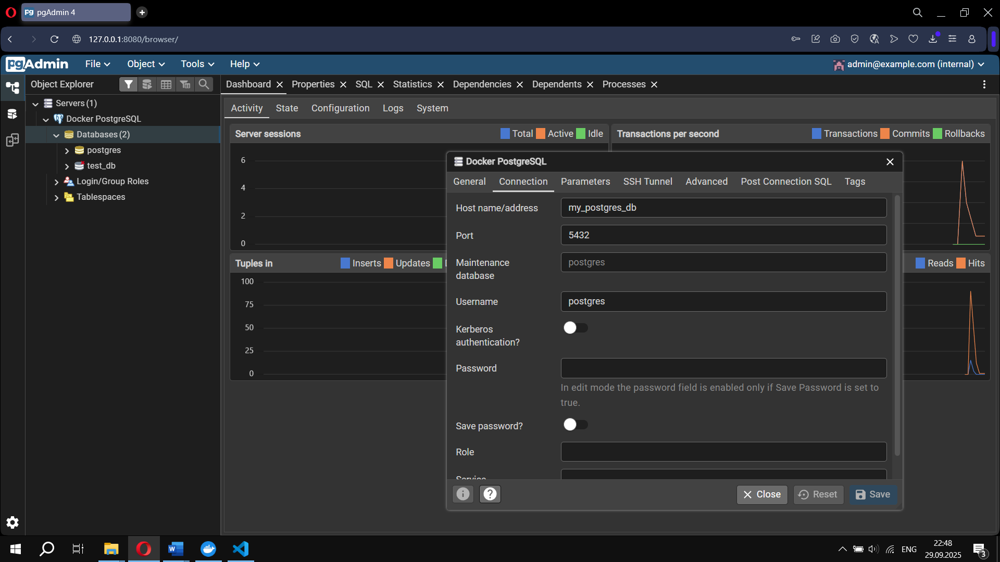 pg pgAdmin 4
127.0.0.1:8080/browser/
pgAdmin File Object Tools Help admin@example.com (internal)
Object Explorer Dashboard Properties SQL Statistics Dependencies Dependents Processes
Servers (1)
Docker PostgreSQL
Databases (2)
postgres
test_db
Login/Group Roles
Tablespaces
Activity State Configuration Logs System
Server sessions Total Active Idle
6
4
2
0
Transactions per second Transactions Commits Rollbacks
Tuples in Inserts Updates
100
75
50
25
0
Reads Hits
Docker PostgreSQL
General Connection Parameters SSH Tunnel Advanced Post Connection SQL Tags
Host name/address my_postgres_db
Port 5432
Maintenance
database
postgres
Username postgres
Kerberos
authentication?
Password
In edit mode the password field is enabled only if Save Password is set to
true.
Save password?
Role
Service
Close Reset Save
ENG
22:48
29.09.2025
3